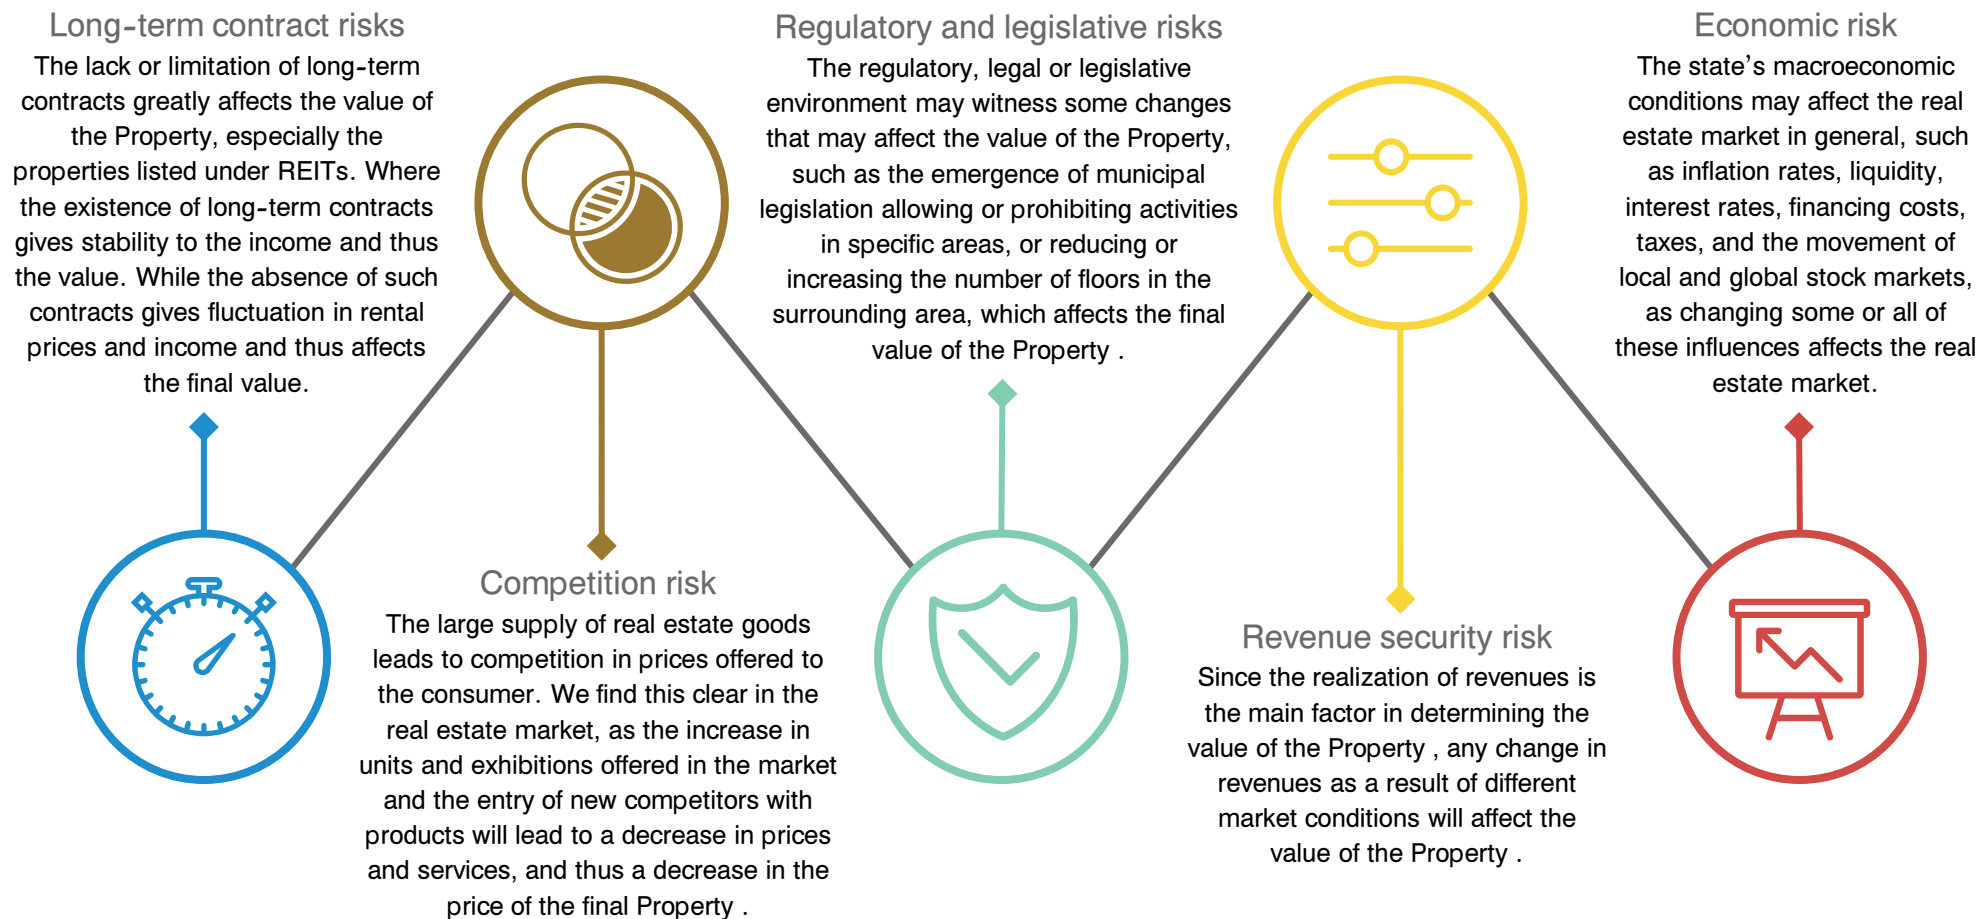 Long-term contract risks
The lack or limitation of long-term
contracts greatly affects the value of
the Property, especially the
properties listed under REITs. Where
the existence of long-term contracts
gives stability to the income and thus
the value. While the absence of such
contracts gives fluctuation in rental
prices and income and thus affects
the final value.
Competition risk
The large supply of real estate goods
leads to competition in prices offered to
the consumer. We find this clear in the
real estate market, as the increase in
units and exhibitions offered in the market
and the entry of new competitors with
products will lead to a decrease in prices
and services, and thus a decrease in the
price of the final Property .
Regulatory and legislative risks
The regulatory, legal or legislative
environment may witness some changes
that may affect the value of the Property,
such as the emergence of municipal
legislation allowing or prohibiting activities
in specific areas, or reducing or
increasing the number of floors in the
surrounding area, which affects the final
value of the Property .
Revenue security risk
Since the realization of revenues is
the main factor in determining the
value of the Property , any change in
revenues as a result of different
market conditions will affect the
value of the Property .
Economic risk
The state's macroeconomic
conditions may affect the real
estate market in general, such
as inflation rates, liquidity,
interest rates, financing costs,
taxes, and the movement of
local and global stock markets,
as changing some or all of
these influences affects the real
estate market.